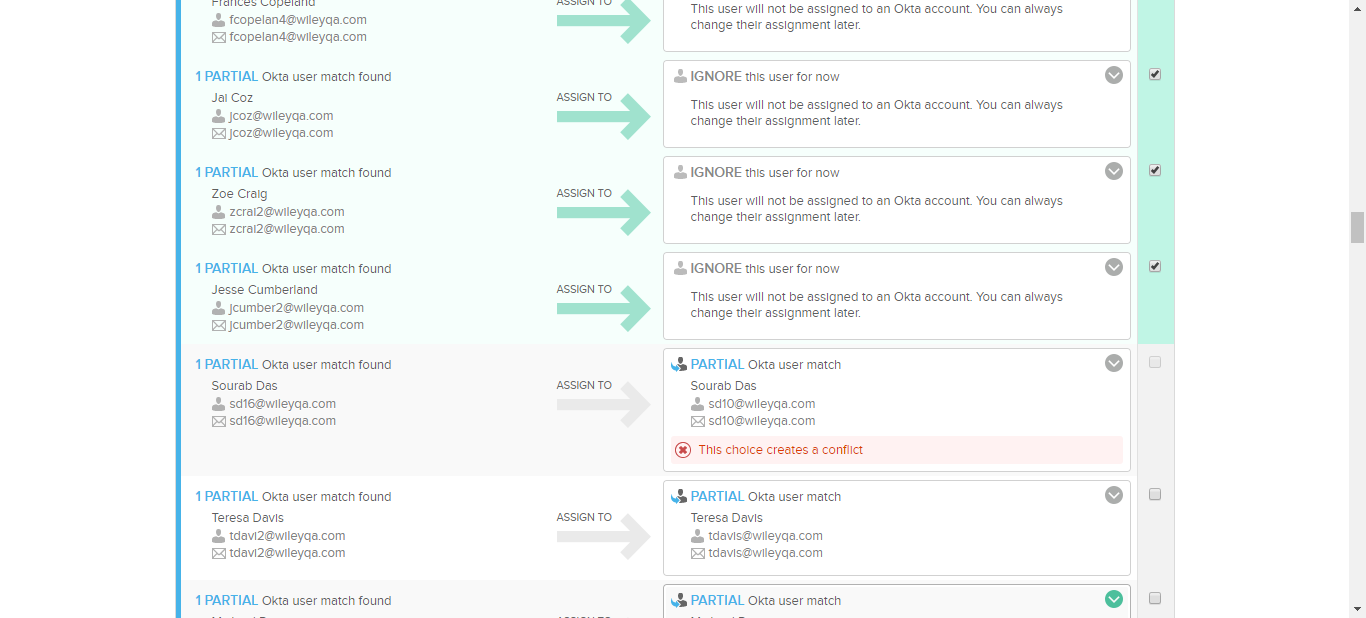 Frances Copeland
fcopelan4@wileyqa.com
fcopelan4@wileyqa.com
ASSIGN TO
This user will not be assigned to an Okta account. You can always
change their assignment later.
1 PARTIAL Okta user match found
Jai Coz
jcoz@wileyqa.com
jcoz@wileyqa.com
ASSIGN TO
IGNORE this user for now
This user will not be assigned to an Okta account. You can always
change their assignment later.
1 PARTIAL Okta user match found
Zoe Craig
zcrai2@wileyqa.com
zcrai2@wileyqa.com
ASSIGN TO
IGNORE this user for now
This user will not be assigned to an Okta account. You can always
change their assignment later.
1 PARTIAL Okta user match found
Jesse Cumberland
jcumber2@wileyqa.com
jcumber2@wileyqa.com
ASSIGN TO
IGNORE this user for now
This user will not be assigned to an Okta account. You can always
change their assignment later.
1 PARTIAL Okta user match found
Sourab Das
sd16@wileyqa.com
sd16@wileyqa.com
ASSIGN TO
PARTIAL Okta user match
Sourab Das
sd10@wileyqa.com
sd10@wileyqa.com
This choice creates a conflict
1 PARTIAL Okta user match found
Teresa Davis
tdavi2@wileyqa.com
tdavi2@wileyqa.com
ASSIGN TO
PARTIAL Okta user match
Teresa Davis
tdavis@wileyqa.com
tdavis@wileyqa.com
1 PARTIAL Okta user match found
PARTIAL Okta user match